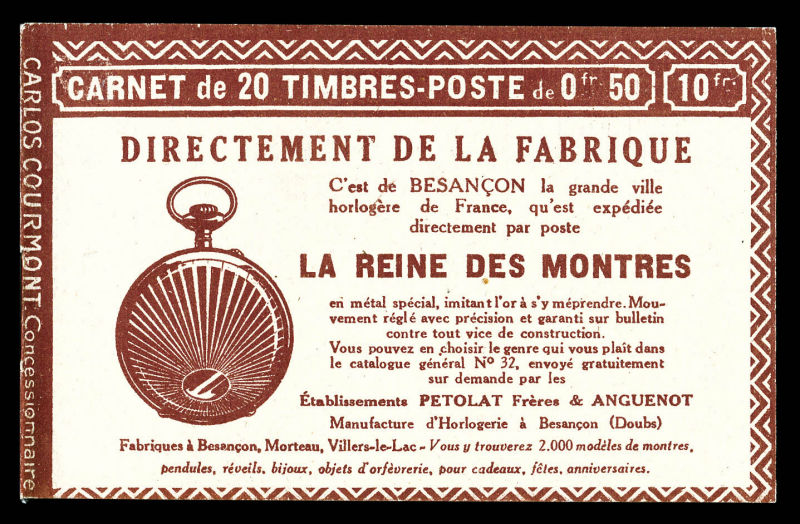 CARNET de 20 TIMBRES-POSTE de 0fr 50 10fr.
CARLOS COURMONT. Concessionnaire
DIRECTEMENT DE LA FABRIQUE
C'est de BESANÇON la grande ville
horlogère de France, qu'est expédiée
directement par poste
LA REINE DES MONTRES
en métal spécial, imitant l'or à s'y méprendre. Mou-
vement réglé avec précision et garanti sur bulletin
contre tout vice de construction.
Vous pouvez en choisir le genre qui vous plaît dans
le catalogue général No 32, envoyé gratuitement
sur demande par les
Établissements PETOLAT Frères & ANGUENOT
Manufacture d'Horlogerie à Besançon (Doubs)
Fabriques à Besançon, Morteau, Villers-le-Lac - Vous y trouverez 2.000 modèles de montres,
pendules, réveils, bijoux, objets d'orfèvrerie, pour cadeaux, fêtes, anniversaires.